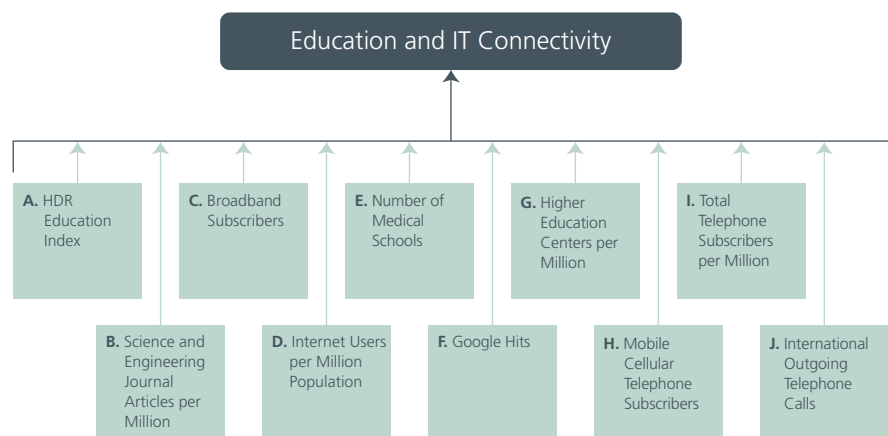 Education and IT Connectivity
A. HDR
Education
Index
B. Science and
Engineering
Journal
Articles per
Million
C. Broadband
Subscribers
D. Internet Users
per Million
Population
E. Number of
Medical
Schools
F. Google Hits
G. Higher
Education
Centers per
Million
H. Mobile
Cellular
Telephone
Subscribers
I. Total
Telephone
Subscribers
per Million
J. International
Outgoing
Telephone
Calls